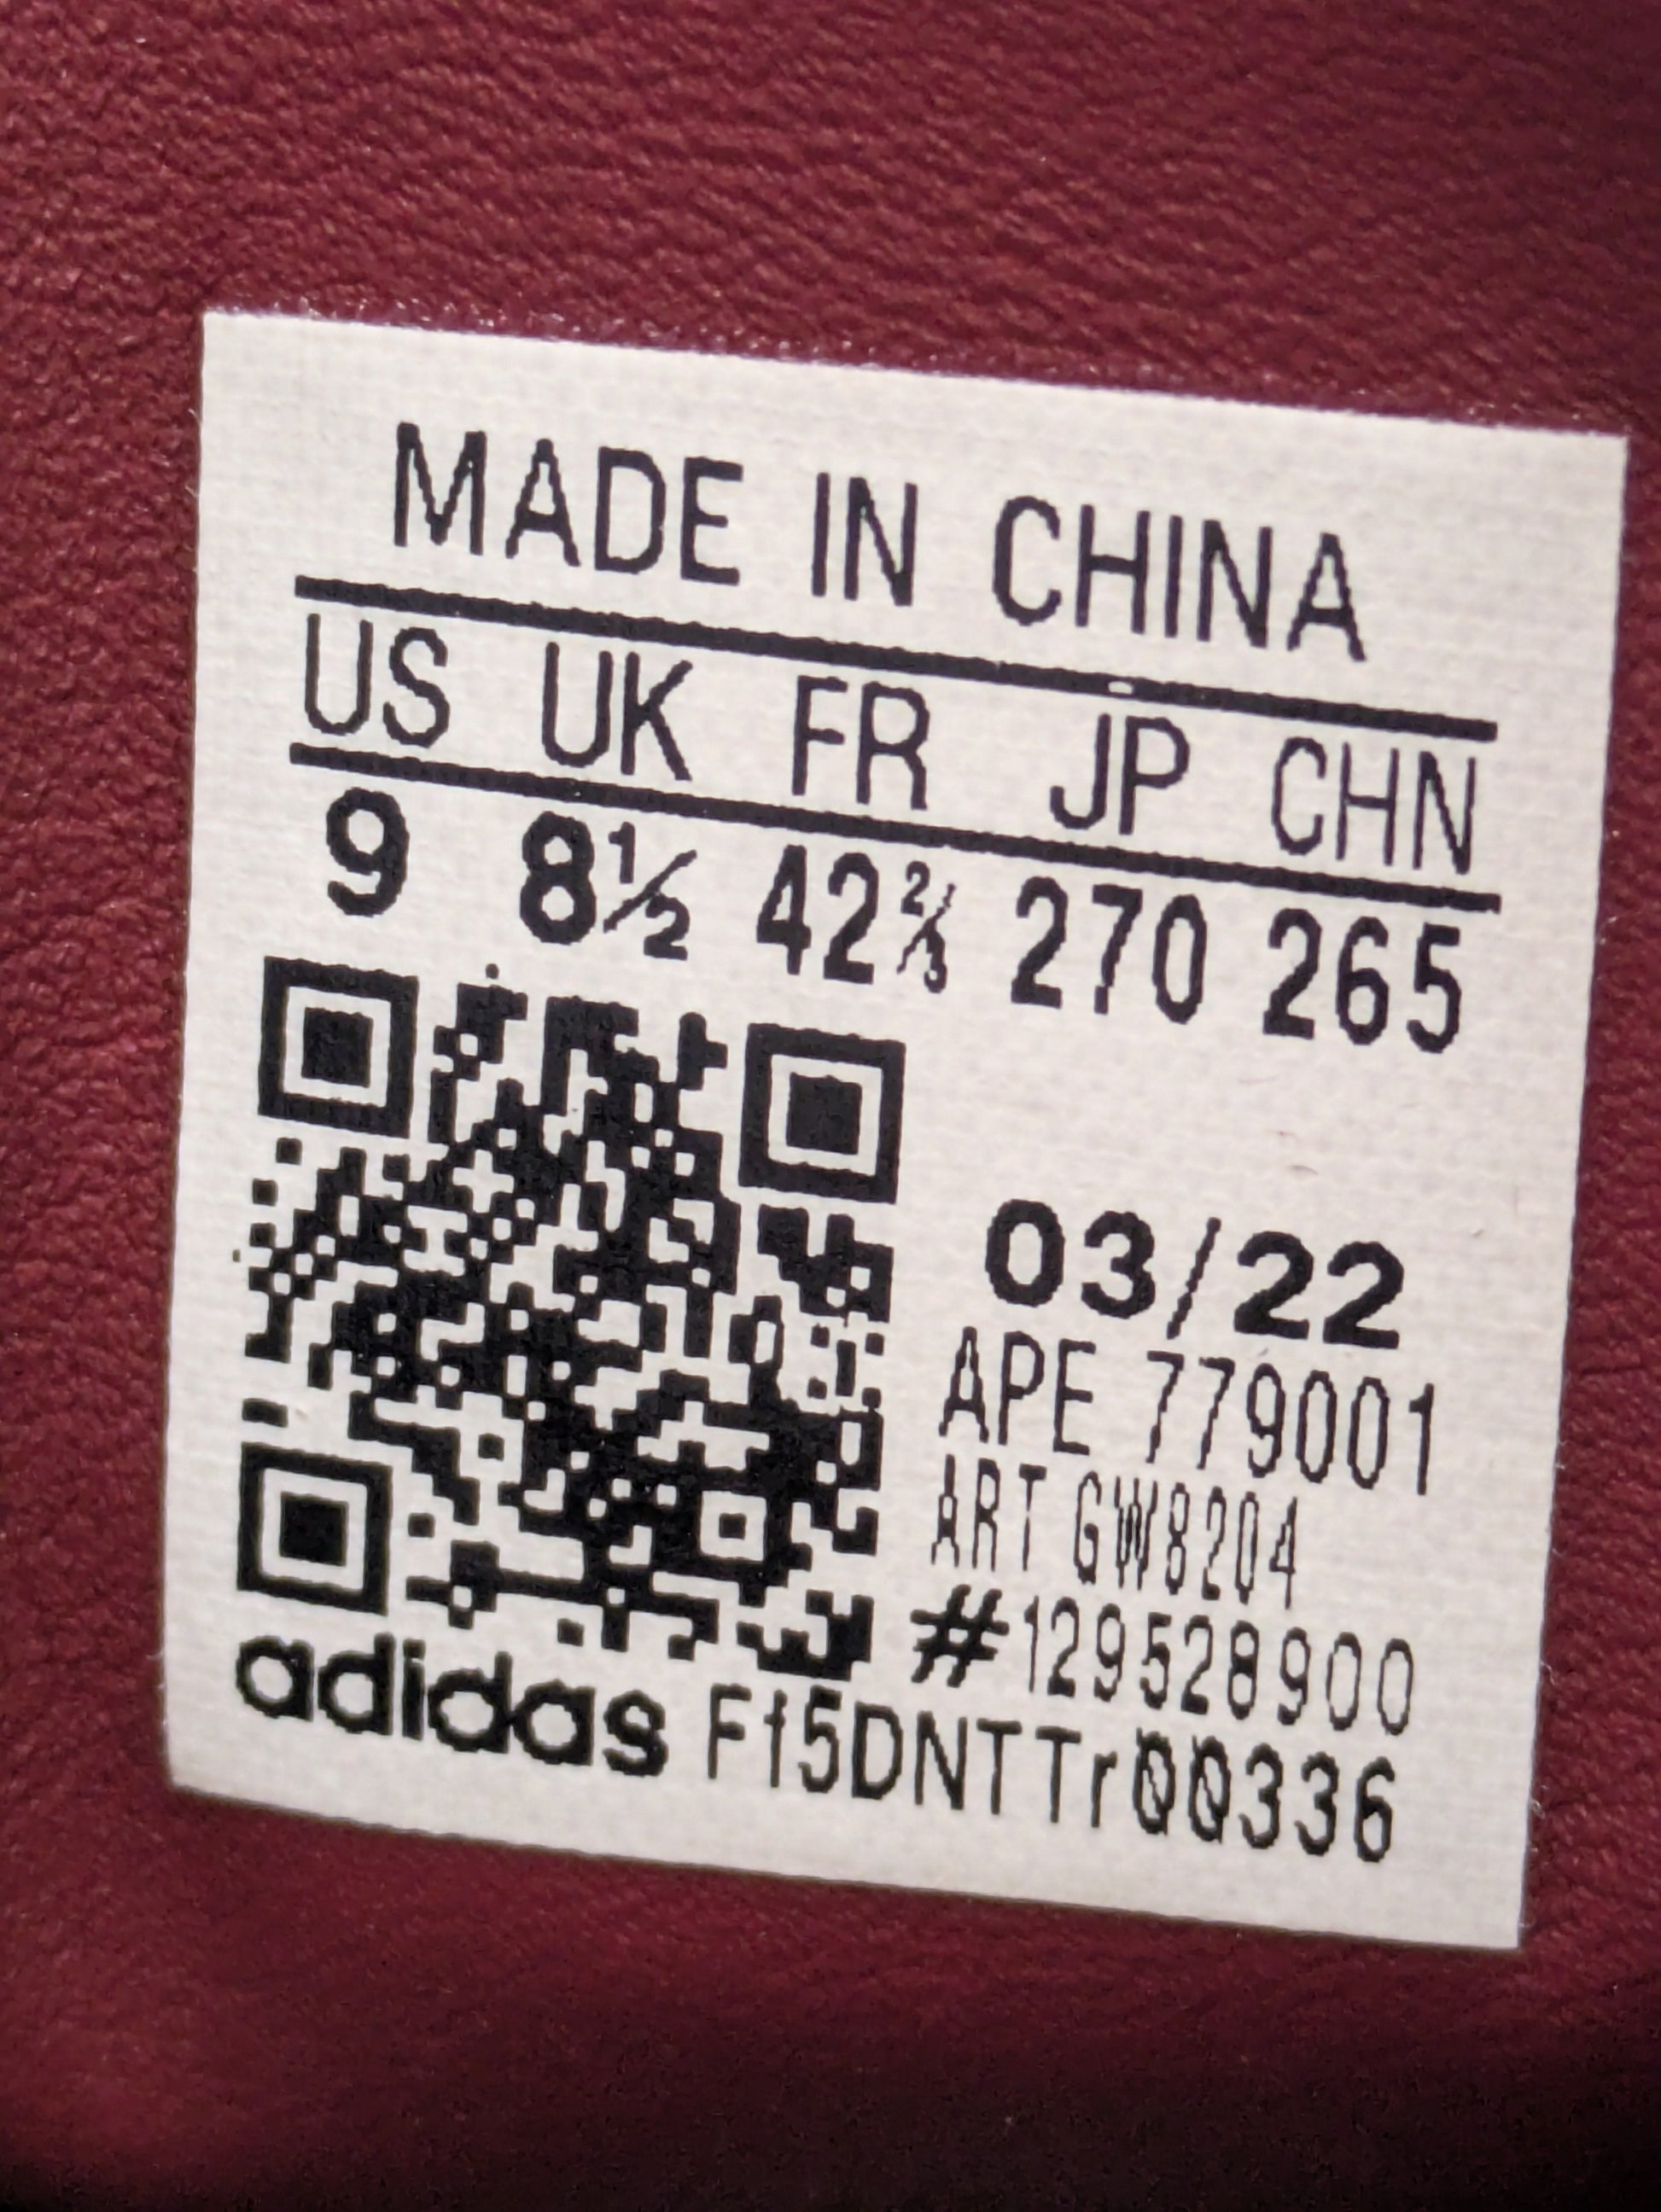 MADE IN CHINA
US UK FR JP CHN
9 8½ 42⅔ 270 265
03/22
APE 779001
ART GW8204
#129528900
adidas Ff5DNTTr00336